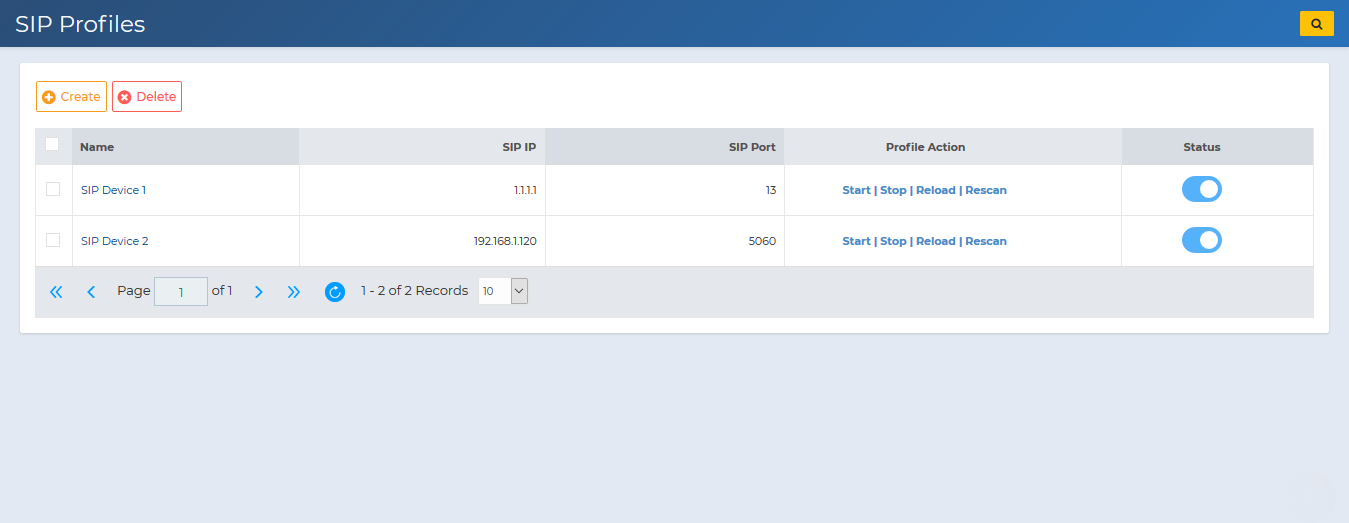 SIP Profiles
Create Delete
Name SIP IP SIP Port Profile Action Status
SIP Device 1 1.1.1.1 13 Start | Stop | Reload | Rescan
SIP Device 2 192.168.1.120 5060 Start | Stop | Reload | Rescan
Page 1 of 1 1 - 2 of 2 Records 10